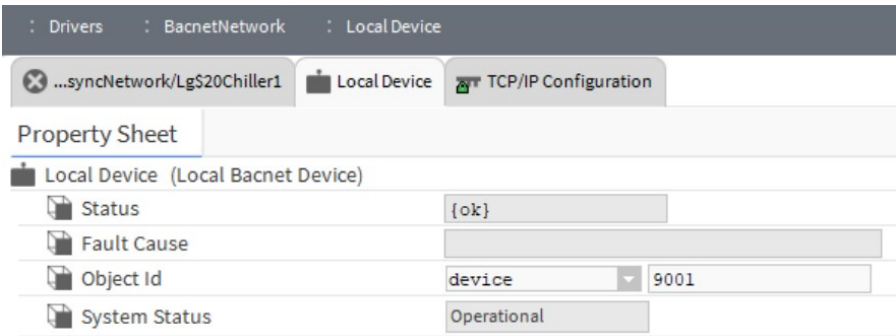 : Drivers : BacnetNetwork : Local Device
...syncNetwork/Lg$20Chiller1 Local Device TCP/IP Configuration
Property Sheet
Local Device (Local Bacnet Device)
Status {ok}
Fault Cause
Object Id device 9001
System Status Operational